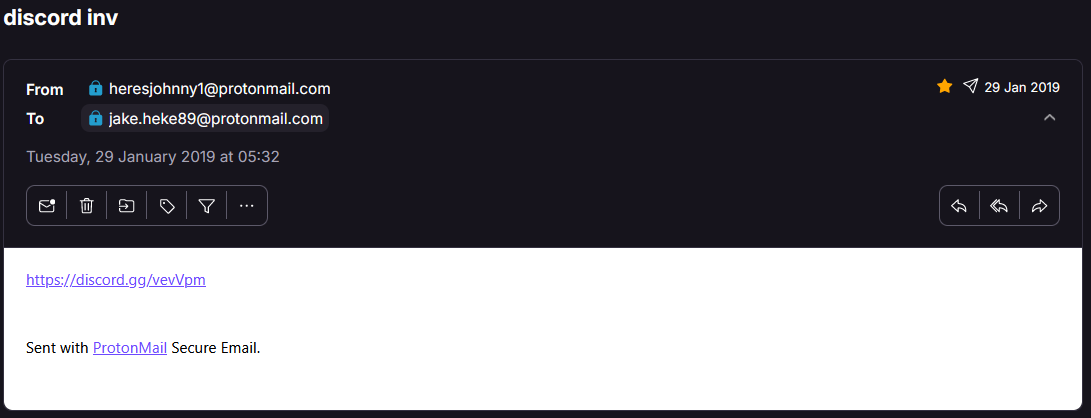 discord inv
From heresjohnny1@protonmail.com 29 Jan 2019
To jake.heke89@protonmail.com
Tuesday, 29 January 2019 at 05:32
https://discord.gg/vevVpm
Sent with ProtonMail Secure Email.